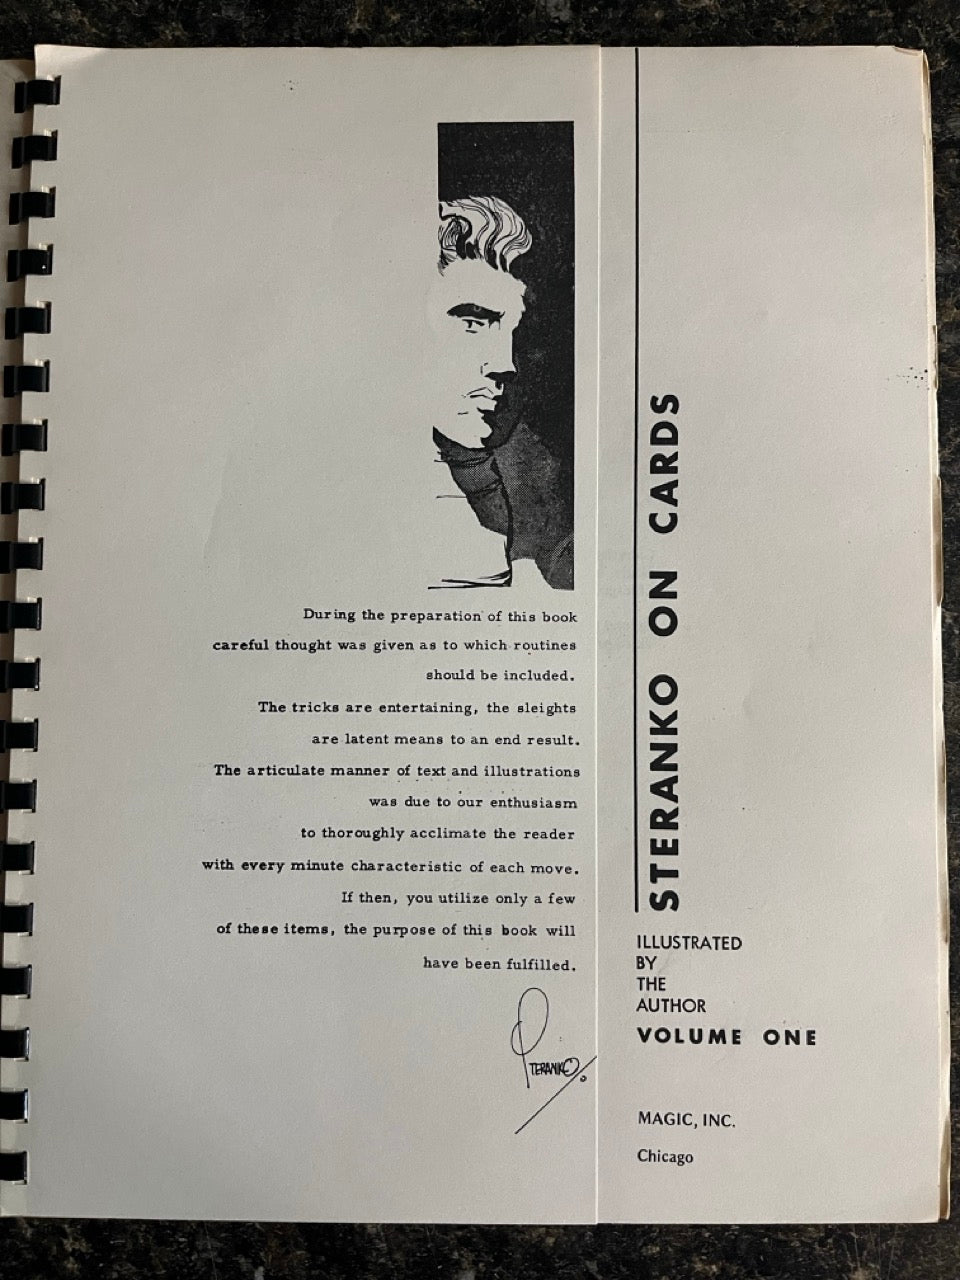 During the preparation of this book
careful thought was given as to which routines
should be included.
The tricks are entertaining, the sleights
are latent means to an end result.
The articulate manner of text and illustrations
was due to our enthusiasm
to thoroughly acclimate the reader
with every minute characteristic of each move.
If then, you utilize only a few
of these items, the purpose of this book will
have been fulfilled.
STERANKO
STERANKO ON CARDS
ILLUSTRATED
BY
THE
AUTHOR
VOLUME ONE
MAGIC, INC.
Chicago